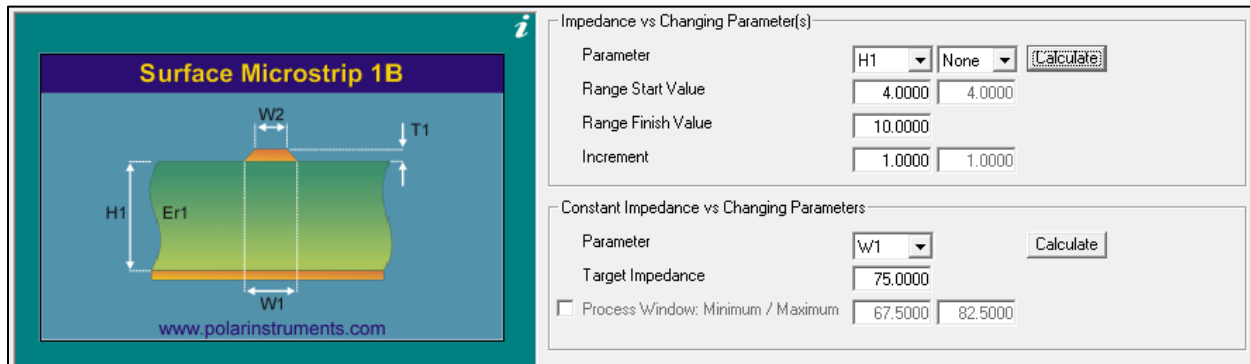 i
Surface Microstrip 1B
W2
T1
H1
Er1
W1
www.polarinstruments.com
Impedance vs Changing Parameter(s)
Parameter H1 None Calculate
Range Start Value 4.0000 4.0000
Range Finish Value 10.0000
Increment 1.0000 1.0000
Constant Impedance vs Changing Parameters
Parameter W1 Calculate
Target Impedance 75.0000
Process Window: Minimum / Maximum 67.5000 82.5000